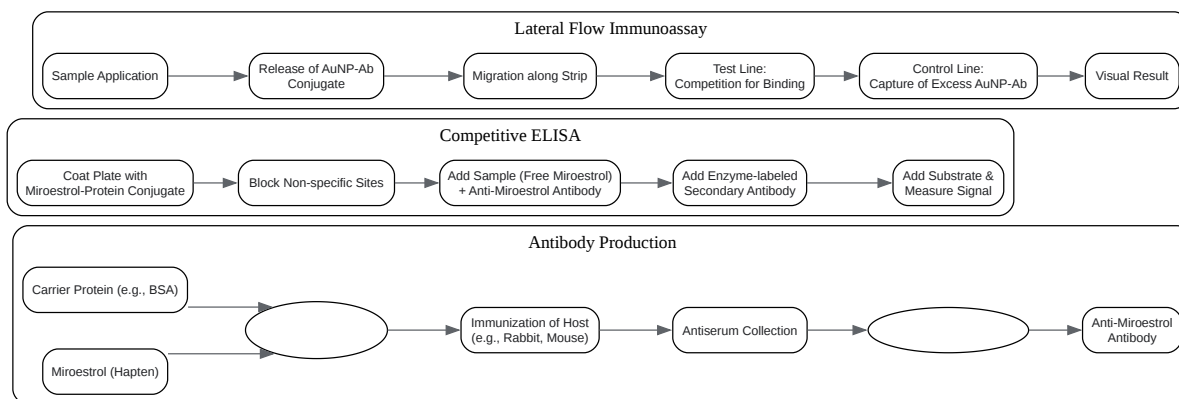 Lateral Flow Immunoassay
Sample Application
Release of AuNP-Ab
Conjugate
Migration along Strip
Test Line:
Competition for Binding
Control Line:
Capture of Excess AuNP-Ab
Visual Result
Competitive ELISA
Coat Plate with
Miroestrol-Protein Conjugate
Block Non-specific Sites
Add Sample (Free Miroestrol)
+ Anti-Miroestrol Antibody
Add Enzyme-labeled
Secondary Antibody
Add Substrate &
Measure Signal
Antibody Production
Carrier Protein (e.g., BSA)
Miroestrol (Hapten)
Immunization of Host
(e.g., Rabbit, Mouse)
Antiserum Collection
Anti-Miroestrol
Antibody